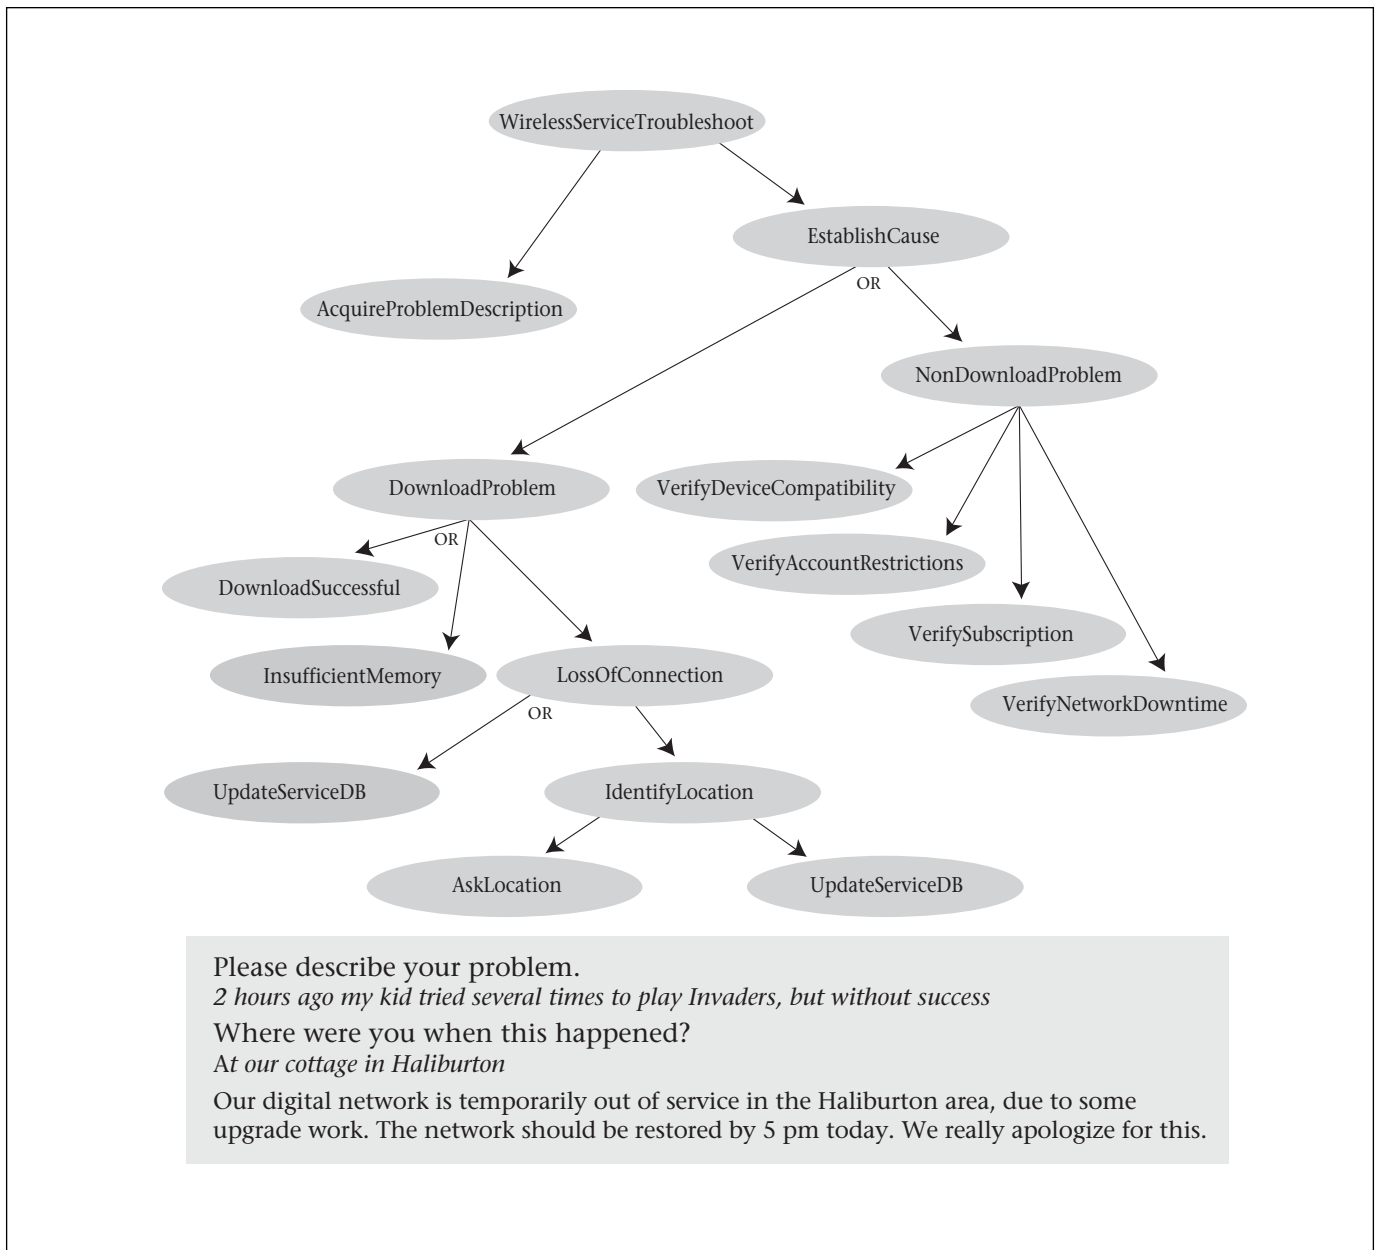 WirelessServiceTroubleshoot
EstablishCause
OR
AcquireProblemDescription
NonDownloadProblem
DownloadProblem
VerifyDeviceCompatibility
OR
VerifyAccountRestrictions
DownloadSuccessful
VerifySubscription
InsufficientMemory
LossOfConnection
VerifyNetworkDowntime
OR
UpdateServiceDB
IdentifyLocation
AskLocation
UpdateServiceDB
Please describe your problem.
2 hours ago my kid tried several times to play Invaders, but without success
Where were you when this happened?
At our cottage in Haliburton
Our digital network is temporarily out of service in the Haliburton area, due to some
upgrade work. The network should be restored by 5 pm today. We really apologize for this.